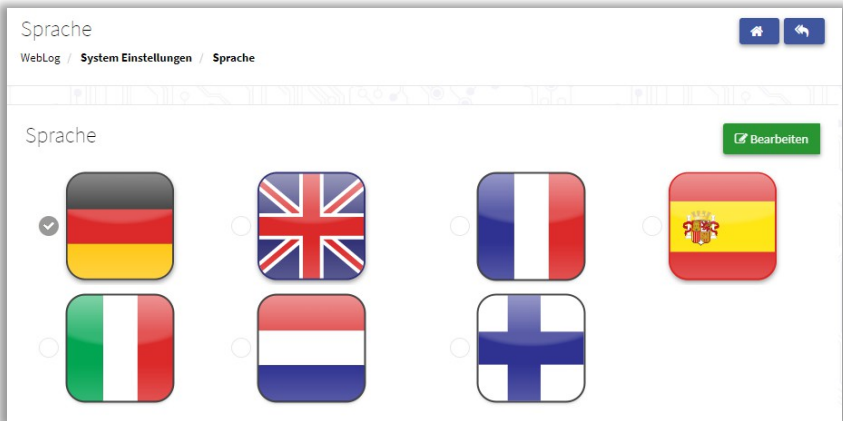 Sprache
WebLog / System Einstellungen / Sprache
Sprache
Bearbeiten